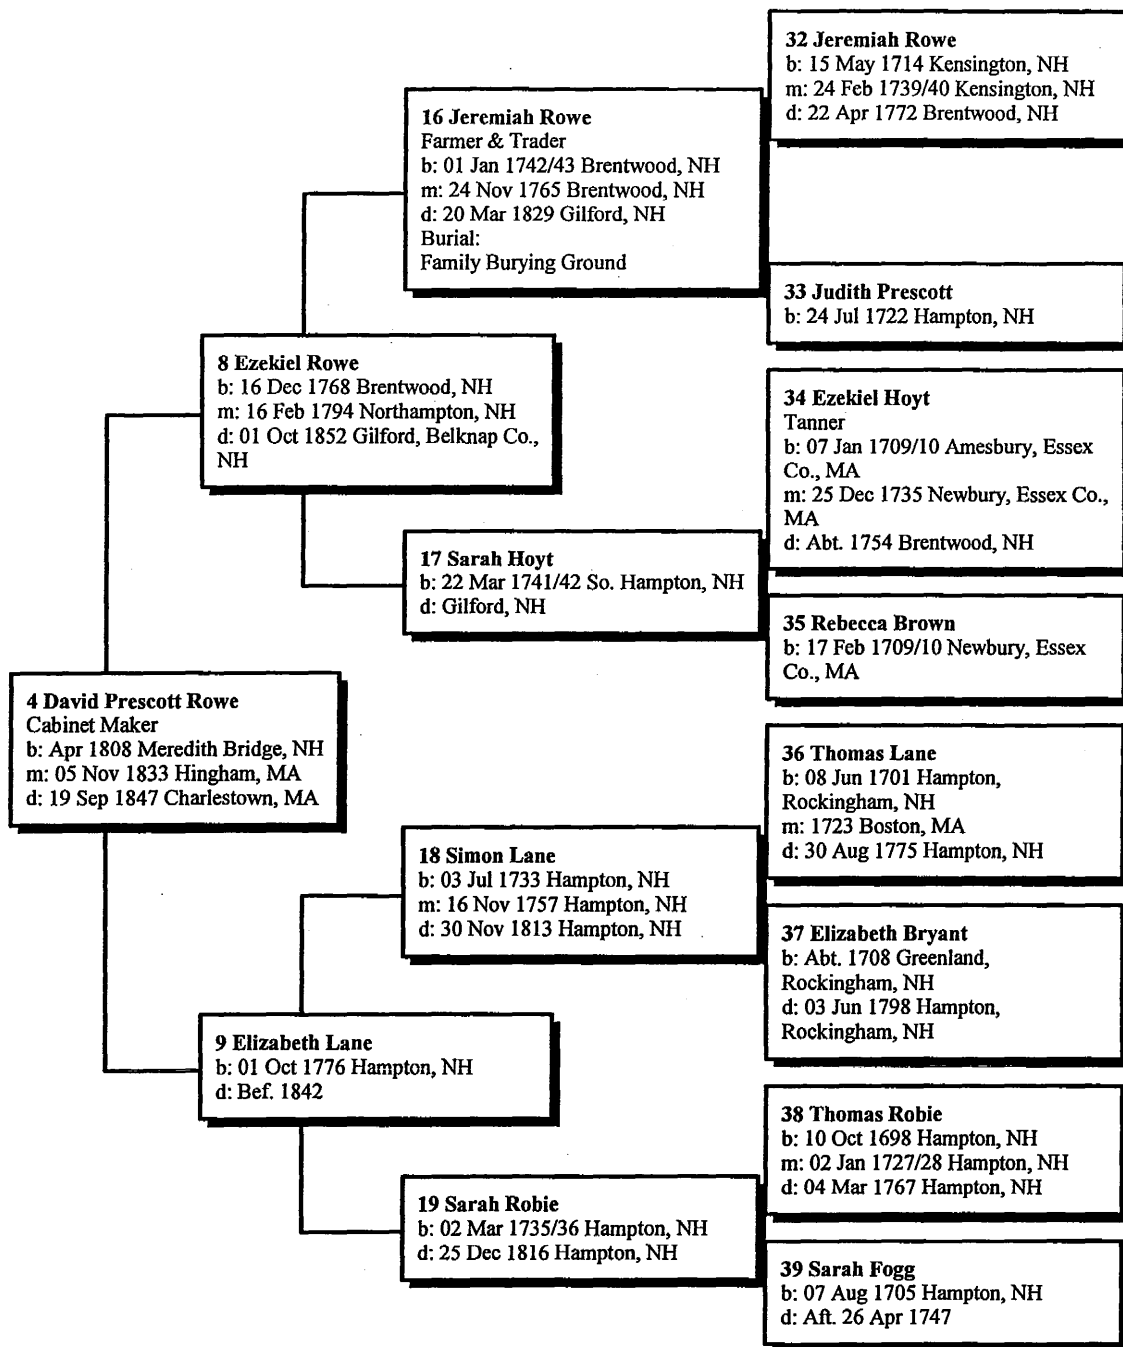 32 Jeremiah Rowe
b: 15 May 1714 Kensington, NH
m: 24 Feb 1739/40 Kensington, NH
d: 22 Apr 1772 Brentwood, NH
16 Jeremiah Rowe
Farmer & Trader
b: 01 Jan 1742/43 Brentwood, NH
m: 24 Nov 1765 Brentwood, NH
d: 20 Mar 1829 Gilford, NH
Burial:
Family Burying Ground
33 Judith Prescott
b: 24 Jul 1722 Hampton, NH
8 Ezekiel Rowe
b: 16 Dec 1768 Brentwood, NH
m: 16 Feb 1794 Northampton, NH
d: 01 Oct 1852 Gilford, Belknap Co.,
NH
34 Ezekiel Hoyt
Tanner
b: 07 Jan 1709/10 Amesbury, Essex
Co., MA
m: 25 Dec 1735 Newbury, Essex Co.,
MA
d: Abt. 1754 Brentwood, NH
17 Sarah Hoyt
b: 22 Mar 1741/42 So. Hampton, NH
d: Gilford, NH
35 Rebecca Brown
b: 17 Feb 1709/10 Newbury, Essex
Co., MA
4 David Prescott Rowe
Cabinet Maker
b: Apr 1808 Meredith Bridge, NH
m: 05 Nov 1833 Hingham, MA
d: 19 Sep 1847 Charlestown, MA
36 Thomas Lane
b: 08 Jun 1701 Hampton,
Rockingham, NH
m: 1723 Boston, MA
d: 30 Aug 1775 Hampton, NH
18 Simon Lane
b: 03 Jul 1733 Hampton, NH
m: 16 Nov 1757 Hampton, NH
d: 30 Nov 1813 Hampton, NH
37 Elizabeth Bryant
b: Abt. 1708 Greenland,
Rockingham, NH
d: 03 Jun 1798 Hampton,
Rockingham, NH
9 Elizabeth Lane
b: 01 Oct 1776 Hampton, NH
d: Bef. 1842
38 Thomas Robie
b: 10 Oct 1698 Hampton, NH
m: 02 Jan 1727/28 Hampton, NH
d: 04 Mar 1767 Hampton, NH
19 Sarah Robie
b: 02 Mar 1735/36 Hampton, NH
d: 25 Dec 1816 Hampton, NH
39 Sarah Fogg
b: 07 Aug 1705 Hampton, NH
d: Aft. 26 Apr 1747